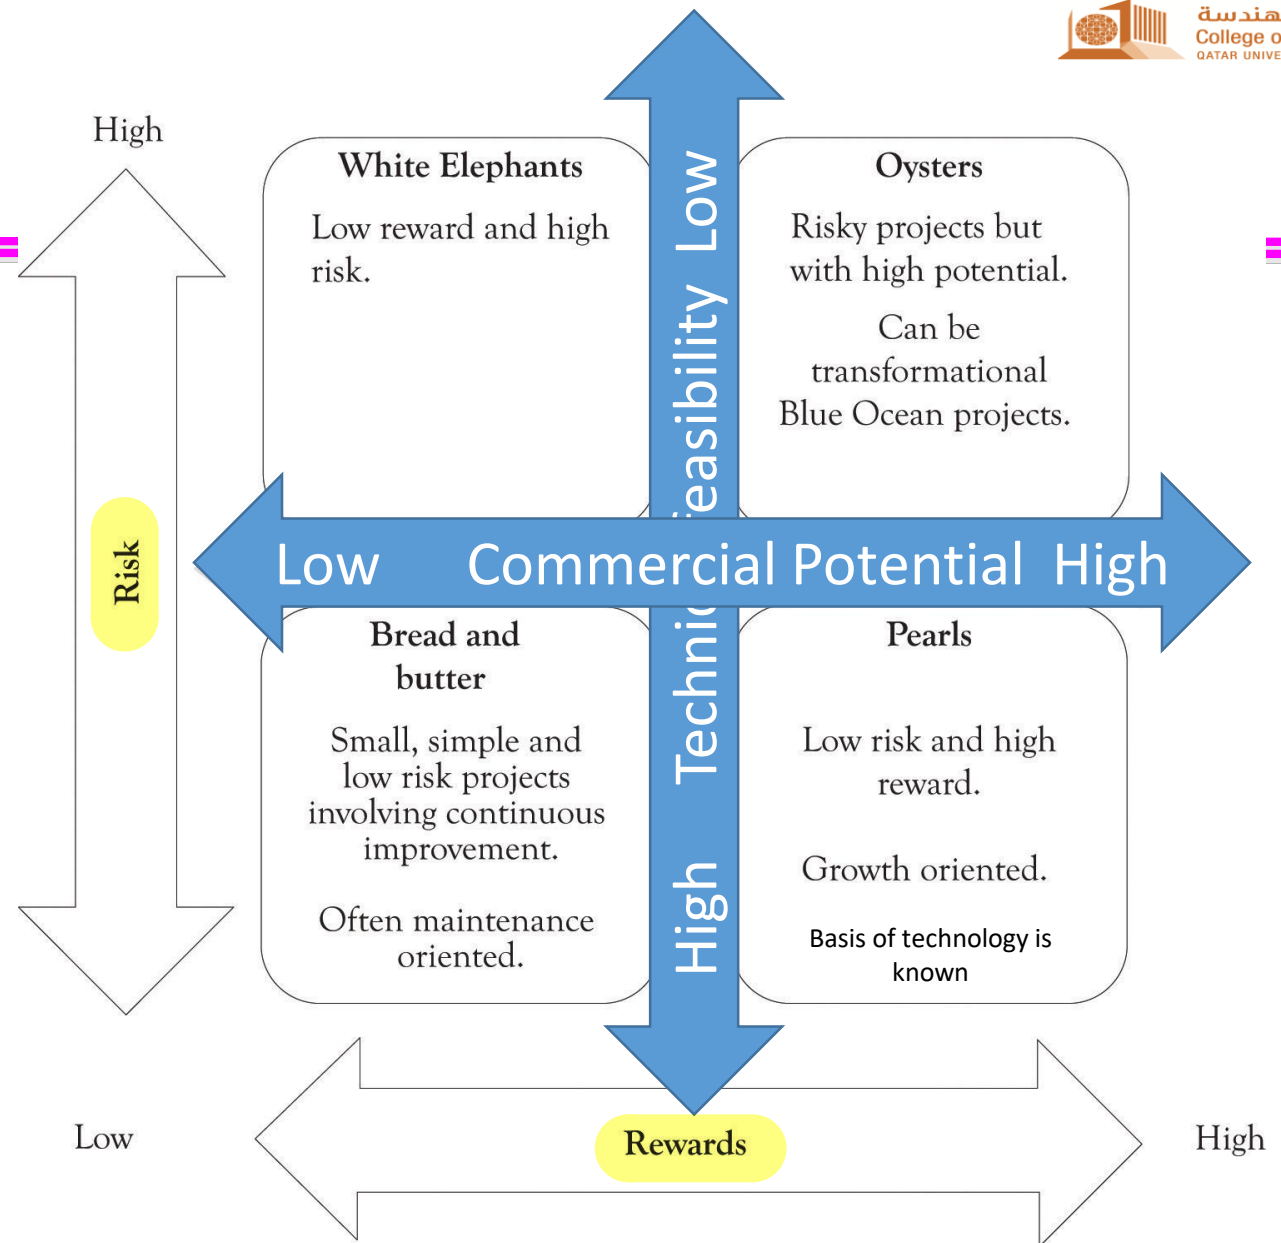 هندسة
College o
QATAR UNIVE
High
White Elephants
Low reward and high
risk.
Oysters
Risky projects but
with high potential.
Can be
transformational
Blue Ocean projects.
Low
feasibility
Technic
High
Risk
Low Commercial Potential High
Bread and
butter
Small, simple and
low risk projects
involving continuous
improvement.
Often maintenance
oriented.
Pearls
Low risk and high
reward.
Growth oriented.
Basis of technology is
known
Low
Rewards
High